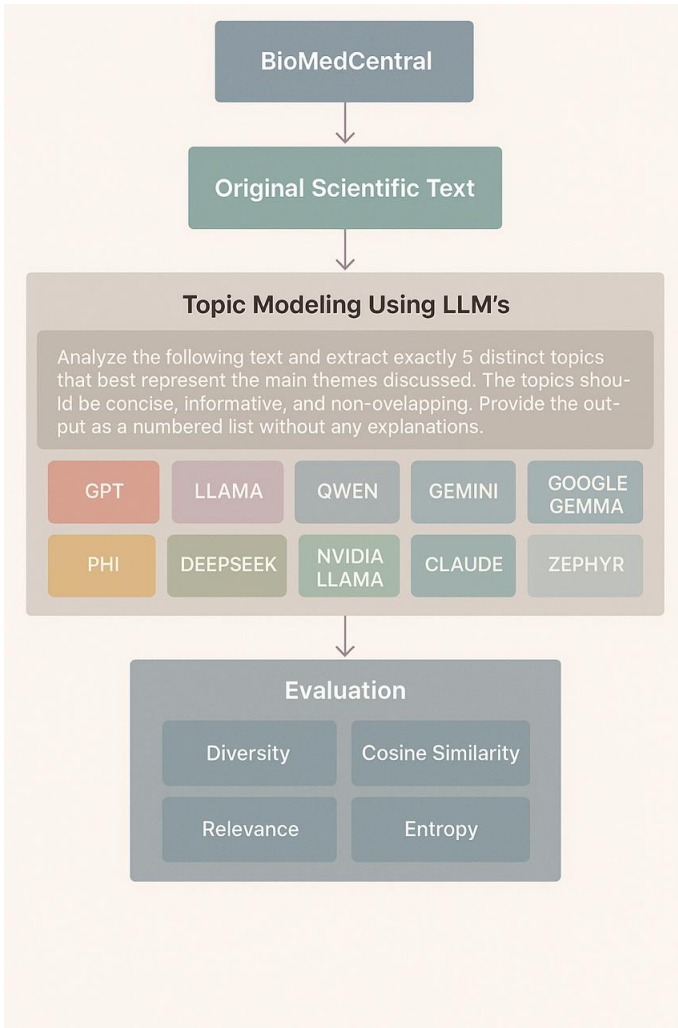 BioMedCentral
Original Scientific Text
Topic Modeling Using LLM's
Analyze the following text and extract exactly 5 distinct topics
that best represent the main themes discussed. The topics shou-
ld be concise, informative, and non-ovelapping. Provide the out-
put as a numbered list without any explanations.
GPT
LLAMA
QWEN
GEMINI
GOOGLE
GEMMA
PHI
DEEPSEEK
NVIDIA
LLAMA
CLAUDE
ZEPHYR
Evaluation
Diversity
Cosine Similarity
Relevance
Entropy